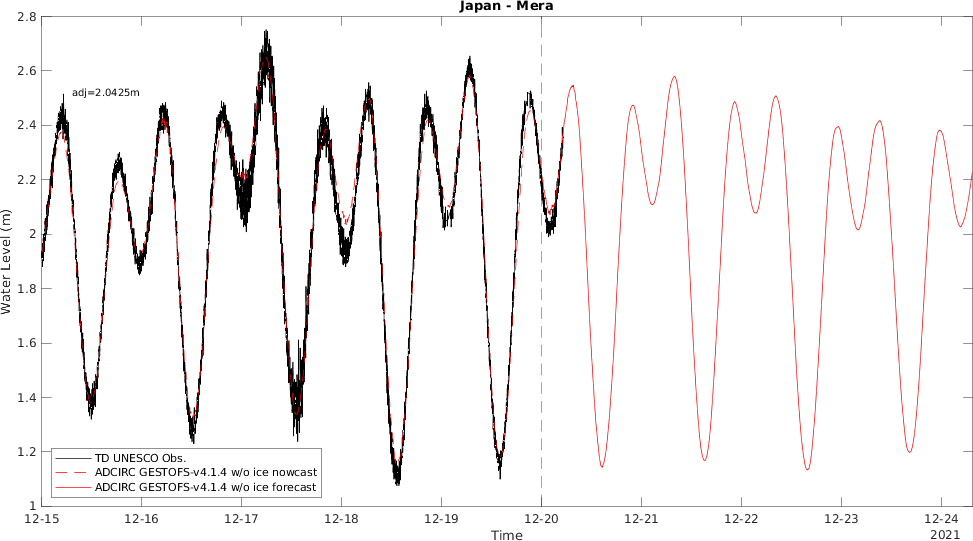 Japan - Mera
2.8
2.6
2.4
2.2
2
1.8
1.6
1.4
1.2
1
Water Level (m)
adj=2.0425m
TD UNESCO Obs.
ADCIRC GESTOFS-v4.1.4 w/o ice nowcast
ADCIRC GESTOFS-v4.1.4 w/o ice forecast
12-15 12-16 12-17 12-18 12-19 12-20 12-21 12-22 12-23 12-24
Time 2021